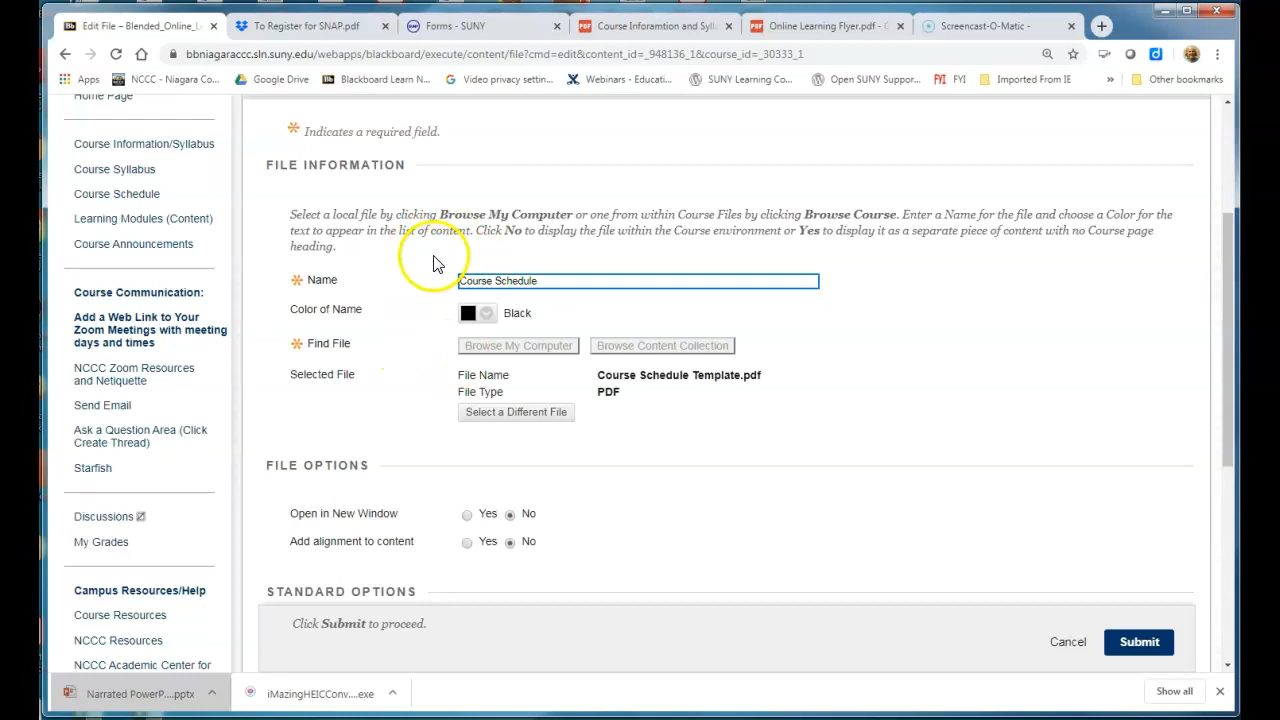 Edit File – Blended_Online_L
To Register for SNAP.pdf
Forms - SUNY
Course Inforamtion and Syll
Online Learning Flyer.pdf - G
Screencast-O-Matic -
bbniagaraccc.sln.suny.edu/webapps/blackboard/execute/content/file?cmd=edit&content_id=_948136_1&course_id=_30333_1
Apps
NCCC - Niagara Co...
Google Drive
Blackboard Learn N...
Video privacy settin...
Webinars - Educati...
SUNY Learning Co...
Open SUNY Suppor...
FYI FYI
Imported From IE
»
Other bookmarks
Home Page
Course Information/Syllabus
Course Syllabus
Course Schedule
Learning Modules (Content)
Course Announcements
Course Communication:
Add a Web Link to Your
Zoom Meetings with meeting
days and times
NCCC Zoom Resources
and Netiquette
Send Email
Ask a Question Area (Click
Create Thread)
Starfish
Discussions
My Grades
Campus Resources/Help
Course Resources
NCCC Resources
NCCC Academic Center for
Indicates a required field.
FILE INFORMATION
Select a local file by clicking Browse My Computer or one from within Course Files by clicking Browse Course. Enter a Name for the file and choose a Color for the
text to appear in the list of content. Click No to display the file within the Course environment or Yes to display it as a separate piece of content with no Course page
heading.
Name
Course Schedule
Color of Name
Black
Find File
Browse My Computer
Browse Content Collection
Selected File
File Name
Course Schedule Template.pdf
File Type
PDF
Select a Different File
FILE OPTIONS
Open in New Window
Yes No
Add alignment to content
Yes No
STANDARD OPTIONS
Click Submit to proceed.
Cancel
Submit
Narrated PowerP....pptx
iMazingHEICConv....exe
Show all